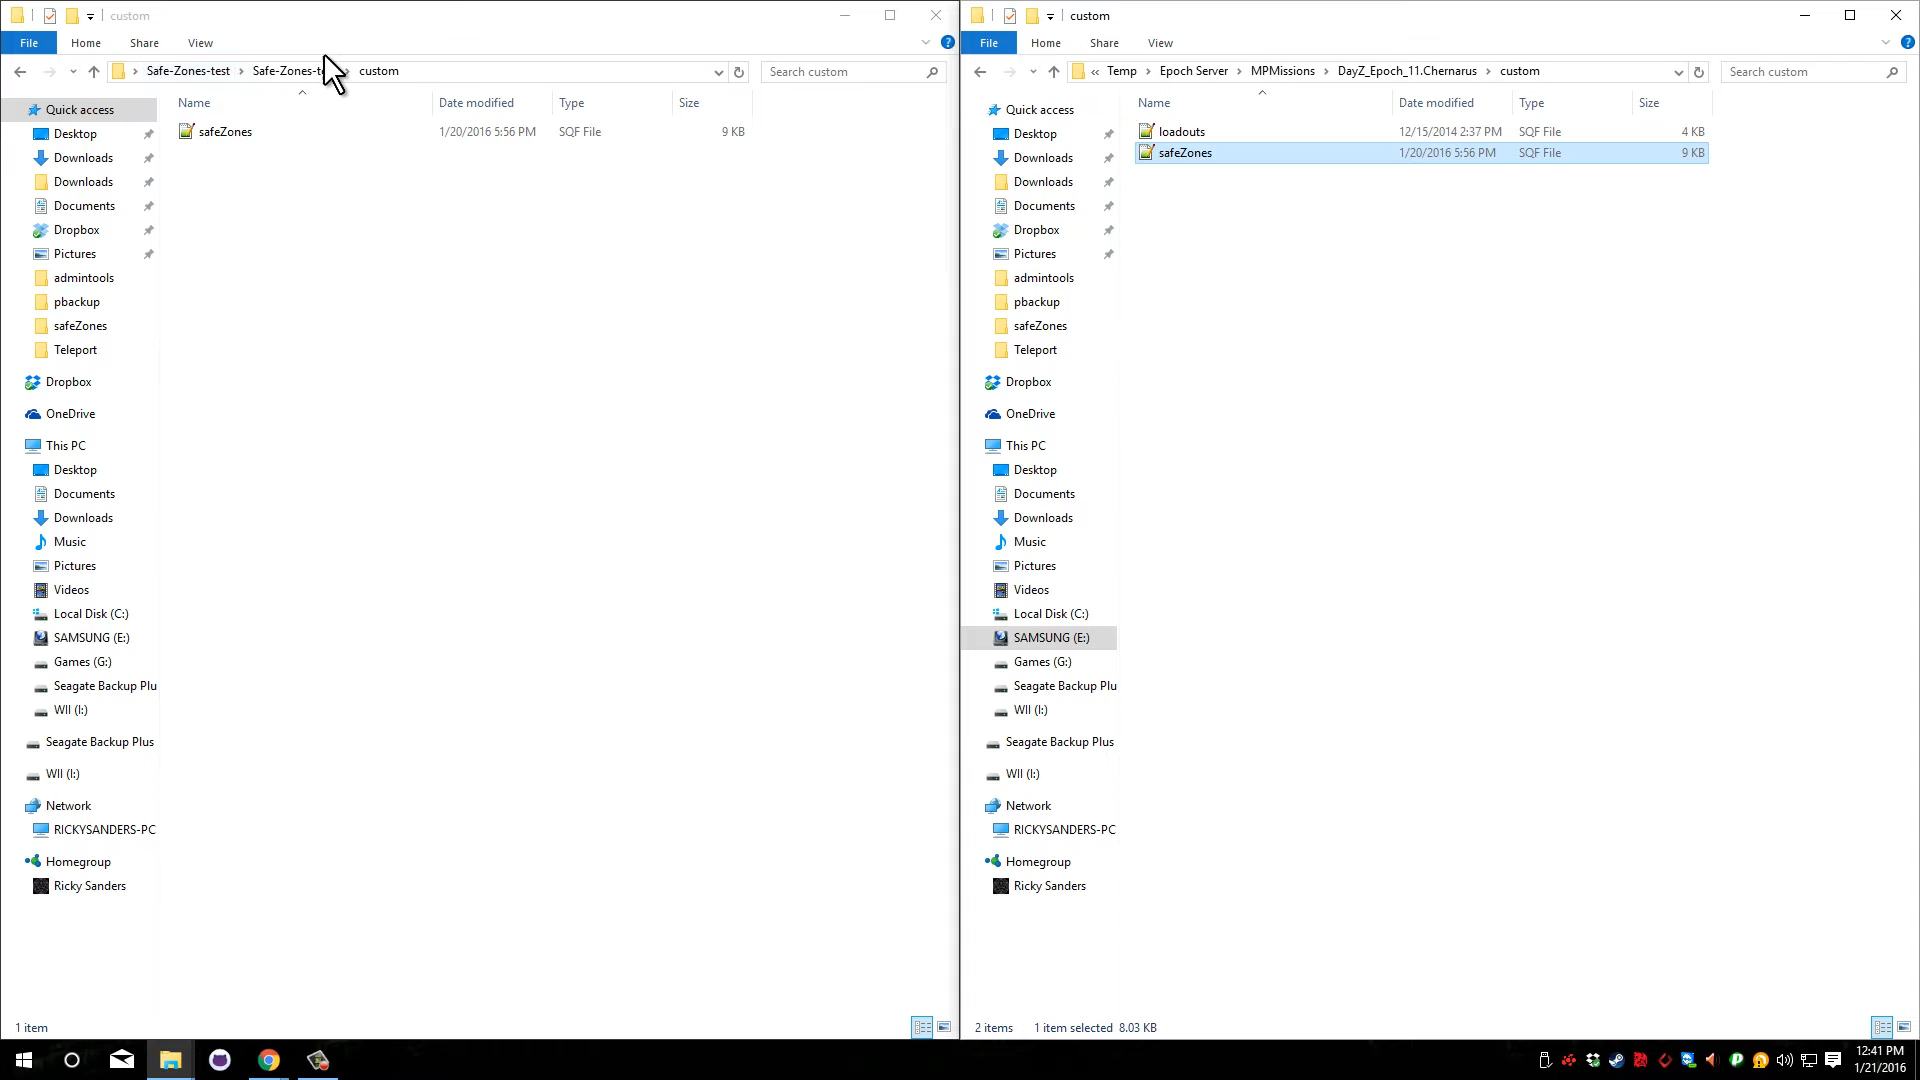 custom
File Home Share View
Safe-Zones-test Safe-Zones-te custom
Search custom
Name Date modified Type Size
safeZones 1/20/2016 5:56 PM SQF File 9 KB
Quick access
Desktop
Downloads
Downloads
Documents
Dropbox
Pictures
admintools
pbackup
safeZones
Teleport
Dropbox
OneDrive
This PC
Desktop
Documents
Downloads
Music
Pictures
Videos
Local Disk (C:)
SAMSUNG (E:)
Games (G:)
Seagate Backup Plu
WII (I:)
Seagate Backup Plus
WII (I:)
Network
RICKYSANDERS-PC
Homegroup
Ricky Sanders
1 item
custom
File Home Share View
« Temp Epoch Server MPMissions DayZ_Epoch_11.Chernarus custom
Search custom
Name Date modified Type Size
loadouts 12/15/2014 2:37 PM SQF File 4 KB
safeZones 1/20/2016 5:56 PM SQF File 9 KB
Quick access
Desktop
Downloads
Downloads
Documents
Dropbox
Pictures
admintools
pbackup
safeZones
Teleport
Dropbox
OneDrive
This PC
Desktop
Documents
Downloads
Music
Pictures
Videos
Local Disk (C:)
SAMSUNG (E:)
Games (G:)
Seagate Backup Plu
WII (I:)
Seagate Backup Plus
WII (I:)
Network
RICKYSANDERS-PC
Homegroup
Ricky Sanders
2 items 1 item selected 8.03 KB
12:41 PM
1/21/2016